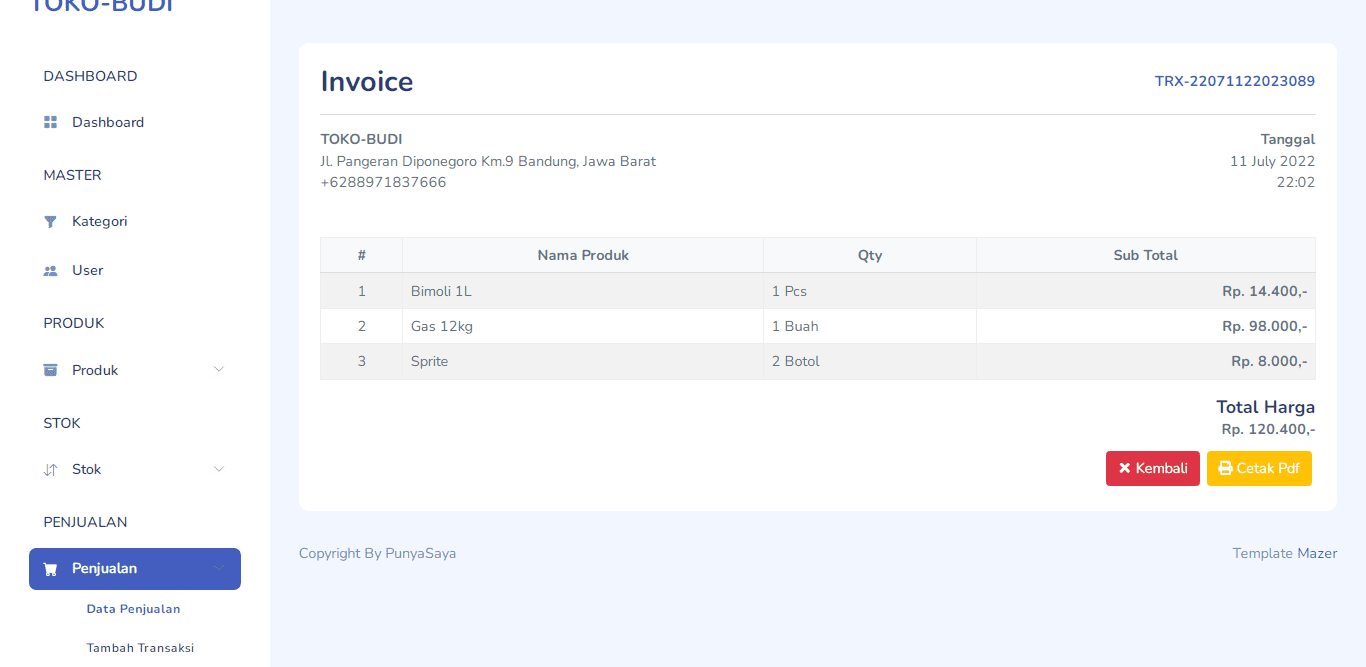 TOKO-BUDI
DASHBOARD
Dashboard
MASTER
Kategori
User
PRODUK
Produk
STOK
Stok
PENJUALAN
Penjualan
Data Penjualan
Tambah Transaksi
Invoice
TRX-22071122023089
TOKO-BUDI
Jl. Pangeran Diponegoro Km.9 Bandung, Jawa Barat
+6288971837666
Tanggal
11 July 2022
22:02
# Nama Produk Qty Sub Total
1 Bimoli 1L 1 Pcs Rp. 14.400,-
2 Gas 12kg 1 Buah Rp. 98.000,-
3 Sprite 2 Botol Rp. 8.000,-
Total Harga
Rp. 120.400,-
Kembali Cetak Pdf
Copyright By PunyaSaya Template Mazer